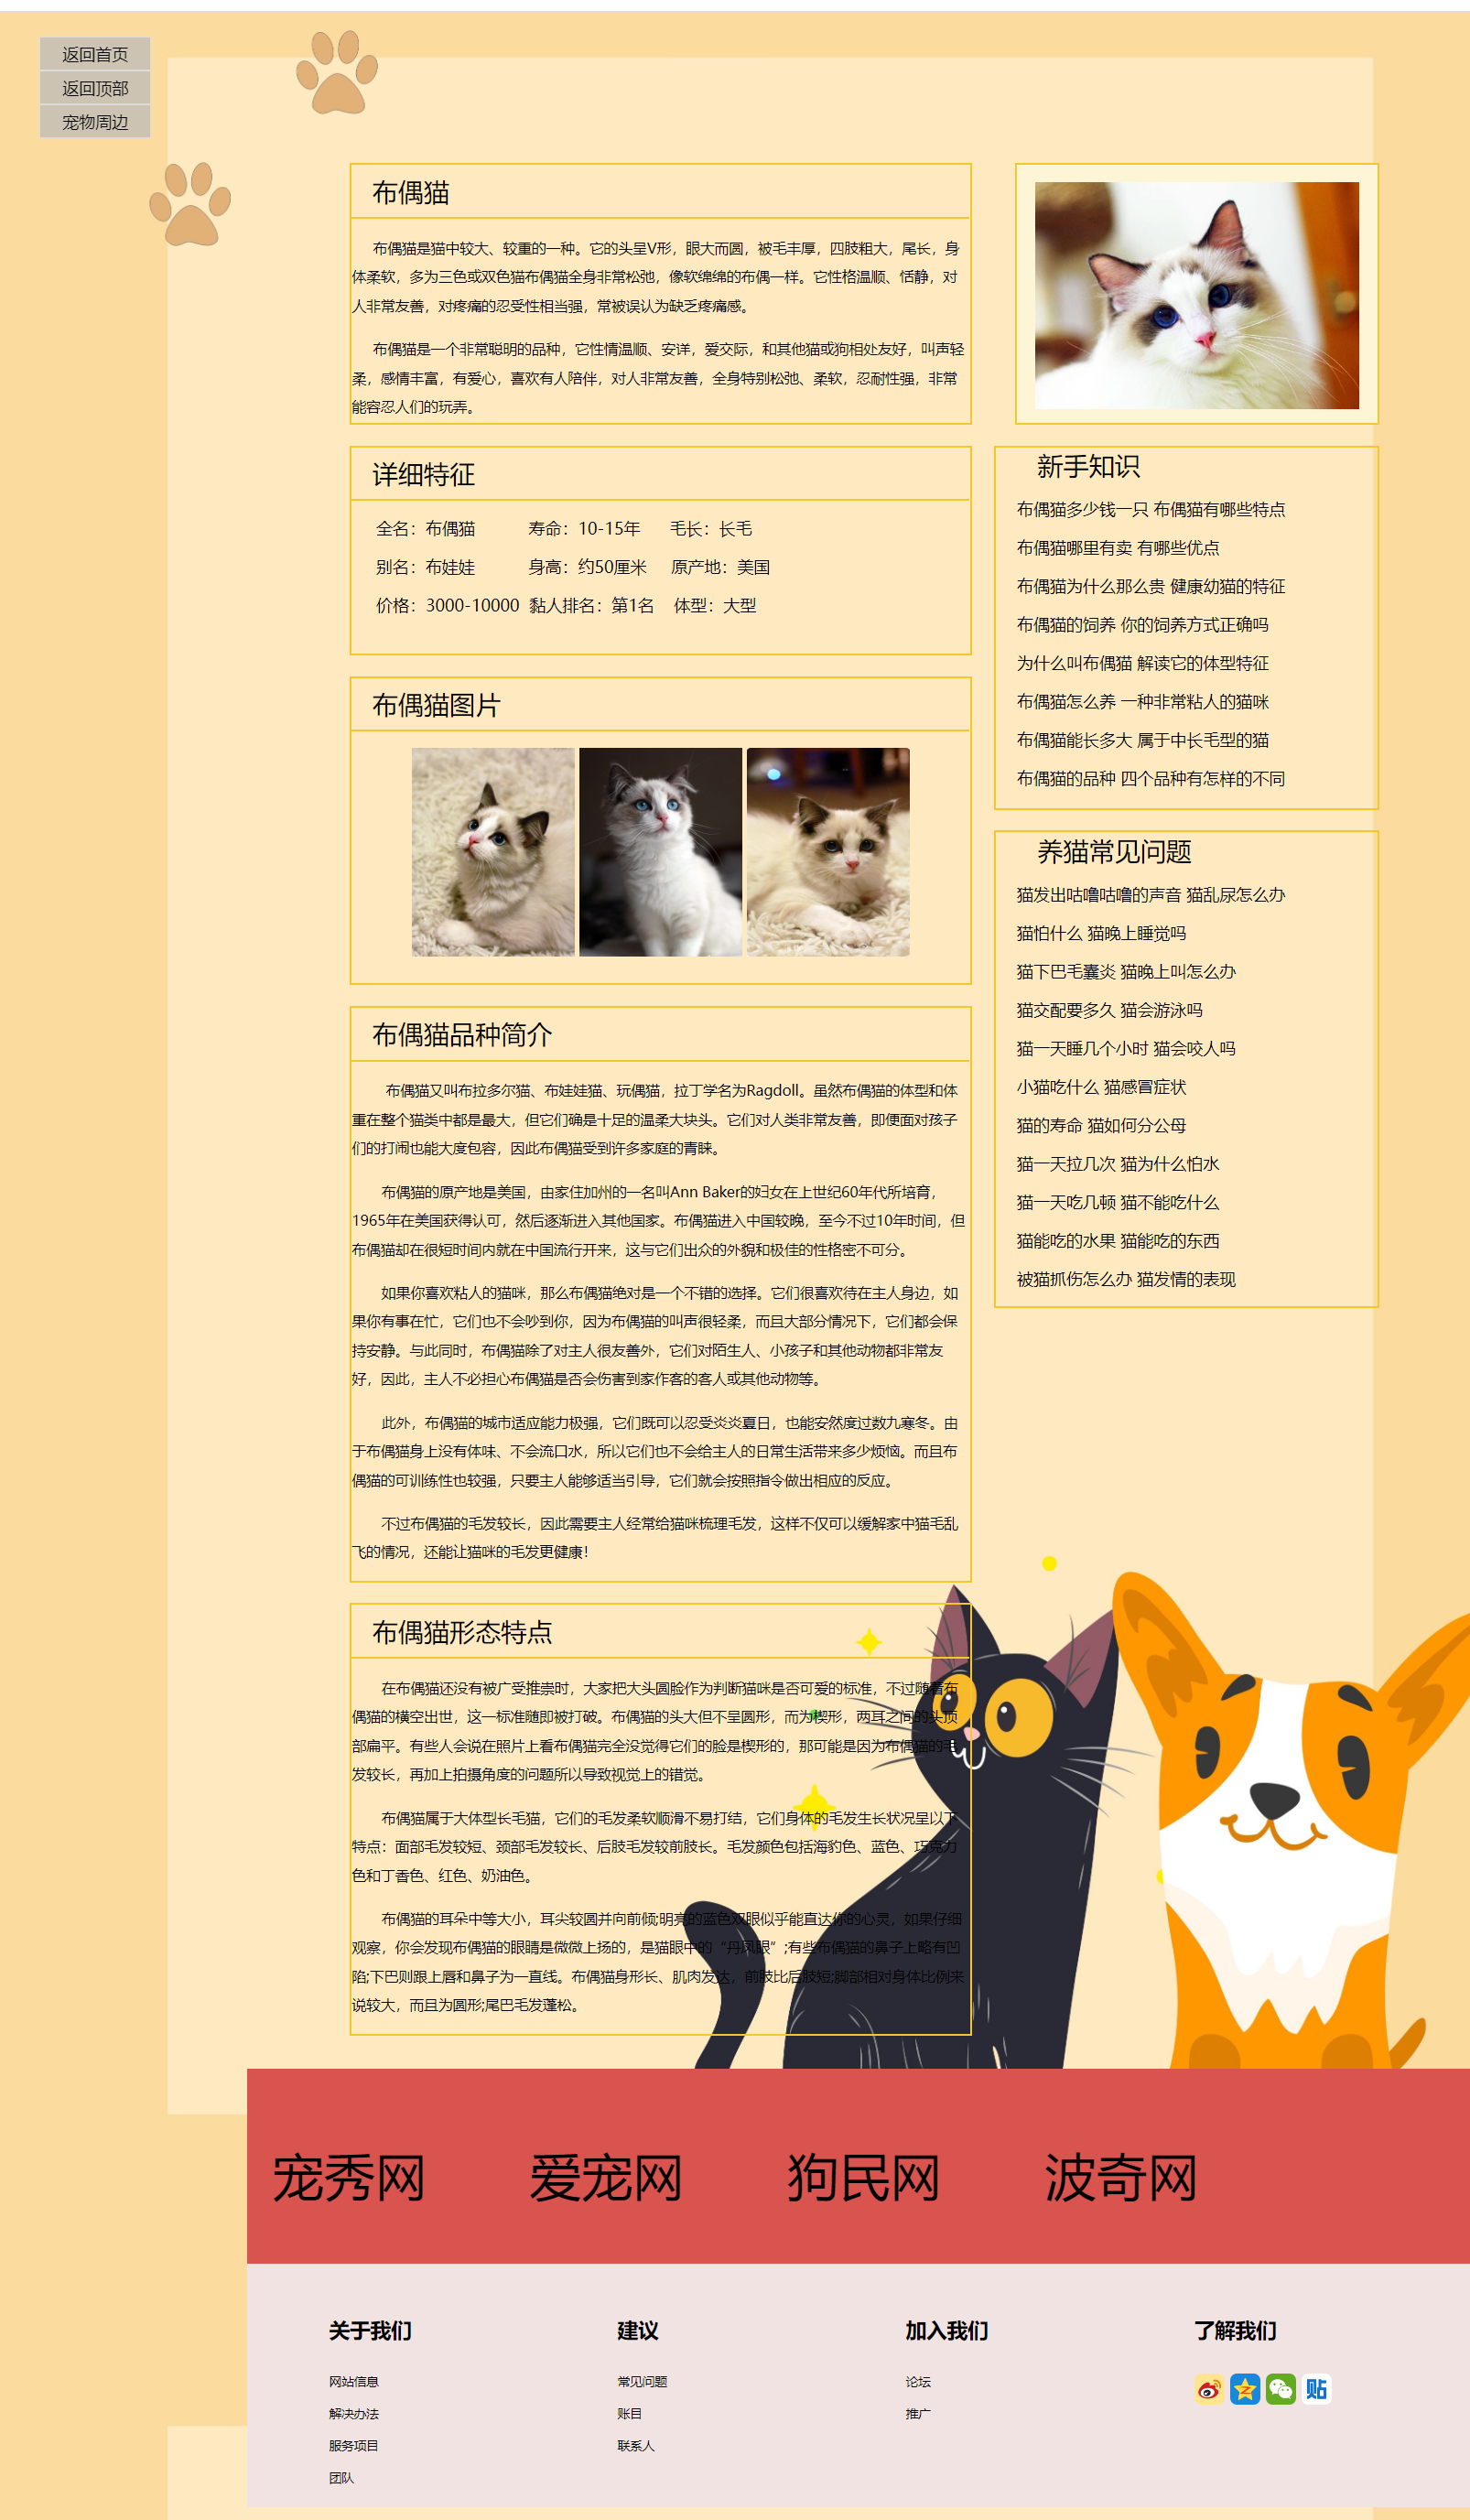 返回首页
返回顶部
宠物周边
布偶猫
布偶猫是猫中较大、较重的一种。它的头呈V形，眼大而圆，被毛丰厚，四肢粗大，尾长，身
体柔软，多为三色或双色猫布偶猫全身非常松弛，像软绵绵的布偶一样。它性格温顺、恬静，对
人非常友善，对疼痛的忍受性相当强，常被误认为缺乏疼痛感。
布偶猫是一个非常聪明的品种，它性情温顺、安详，爱交际，和其他猫或狗相处友好，叫声轻
柔，感情丰富，有爱心，喜欢有人陪伴，对人非常友善，全身特别松弛、柔软，忍耐性强，非常
能容忍人们的玩弄。
详细特征
全名：布偶猫 寿命：10-15年 毛长：长毛
别名：布娃娃 身高：约50厘米 原产地：美国
价格：3000-10000 黏人排名：第1名 体型：大型
布偶猫图片
布偶猫品种简介
布偶猫又叫布拉多尔猫、布娃娃猫、玩偶猫，拉丁学名为Ragdoll。虽然布偶猫的体型和体
重在整个猫类中都是最大，但它们确是十足的温柔大块头。它们对人类非常友善，即便面对孩子
们的打闹也能大度包容，因此布偶猫受到许多家庭的青睐。
布偶猫的原产地是美国，由家住加州的一名叫Ann Baker的妇女在上世纪60年代所培育，
1965年在美国获得认可，然后逐渐进入其他国家。布偶猫进入中国较晚，至今不过10年时间，但
布偶猫却在很短时间内就在中国流行开来，这与它们出众的外貌和极佳的性格密不可分。
如果你喜欢粘人的猫咪，那么布偶猫绝对是一个不错的选择。它们很喜欢待在主人身边，如
果你有事在忙，它们也不会吵到你，因为布偶猫的叫声很轻柔，而且大部分情况下，它们都会保
持安静。与此同时，布偶猫除了对主人很友善外，它们对陌生人、小孩子和其他动物都非常友
好，因此，主人不必担心布偶猫是否会伤害到家作客的客人或其他动物等。
此外，布偶猫的城市适应能力极强，它们既可以忍受炎炎夏日，也能安然度过数九寒冬。由
于布偶猫身上没有体味、不会流口水，所以它们也不会给主人的日常生活带来多少烦恼。而且布
偶猫的可训练性也较强，只要主人能够适当引导，它们就会按照指令做出相应的反应。
不过布偶猫的毛发较长，因此需要主人经常给猫咪梳理毛发，这样不仅可以缓解家中猫毛乱
飞的情况，还能让猫咪的毛发更健康！
布偶猫形态特点
在布偶猫还没有被广受推崇时，大家把大头圆脸作为判断猫咪是否可爱的标准，不过随着布
偶猫的横空出世，这一标准随即被打破。布偶猫的头大但不呈圆形，而为楔形，两耳之间的头顶
部扁平。有些人会说在照片上看布偶猫完全没觉得它们的脸是楔形的，那可能是因为布偶猫的毛
发较长，再加上拍摄角度的问题所以导致视觉上的错觉。
布偶猫属于大体型长毛猫，它们的毛发柔软顺滑不易打结，它们身体的毛发生长状况呈以下
特点：面部毛发较短、颈部毛发较长、后肢毛发较前肢长。毛发颜色包括海豹色、蓝色、巧克力
色和丁香色、红色、奶油色。
布偶猫的耳朵中等大小，耳尖较圆并向前倾;明亮的蓝色双眼似乎能直达你的心灵，如果仔细
观察，你会发现布偶猫的眼睛是微微上扬的，是猫眼中的“丹凤眼”;有些布偶猫的鼻子上略有凹
陷;下巴则跟上唇和鼻子为一直线。布偶猫身形长、肌肉发达，前肢比后肢短;脚部相对身体比例来
说较大，而且为圆形;尾巴毛发蓬松。
新手知识
布偶猫多少钱一只 布偶猫有哪些特点
布偶猫哪里有卖 有哪些优点
布偶猫为什么那么贵 健康幼猫的特征
布偶猫的饲养 你的饲养方式正确吗
为什么叫布偶猫 解读它的体型特征
布偶猫怎么养 一种非常粘人的猫咪
布偶猫能长多大 属于中长毛型的猫
布偶猫的品种 四个品种有怎样的不同
养猫常见问题
猫发出咕噜咕噜的声音 猫乱尿怎么办
猫怕什么 猫晚上睡觉吗
猫下巴毛囊炎 猫晚上叫怎么办
猫交配要多久 猫会游泳吗
猫一天睡几个小时 猫会咬人吗
小猫吃什么 猫感冒症状
猫的寿命 猫如何分公母
猫一天拉几次 猫为什么怕水
猫一天吃几顿 猫不能吃什么
猫能吃的水果 猫能吃的东西
被猫抓伤怎么办 猫发情的表现
宠秀网 爱宠网 狗民网 波奇网
关于我们
网站信息
解决办法
服务项目
团队
建议
常见问题
账目
联系人
加入我们
论坛
推广
了解我们
贴